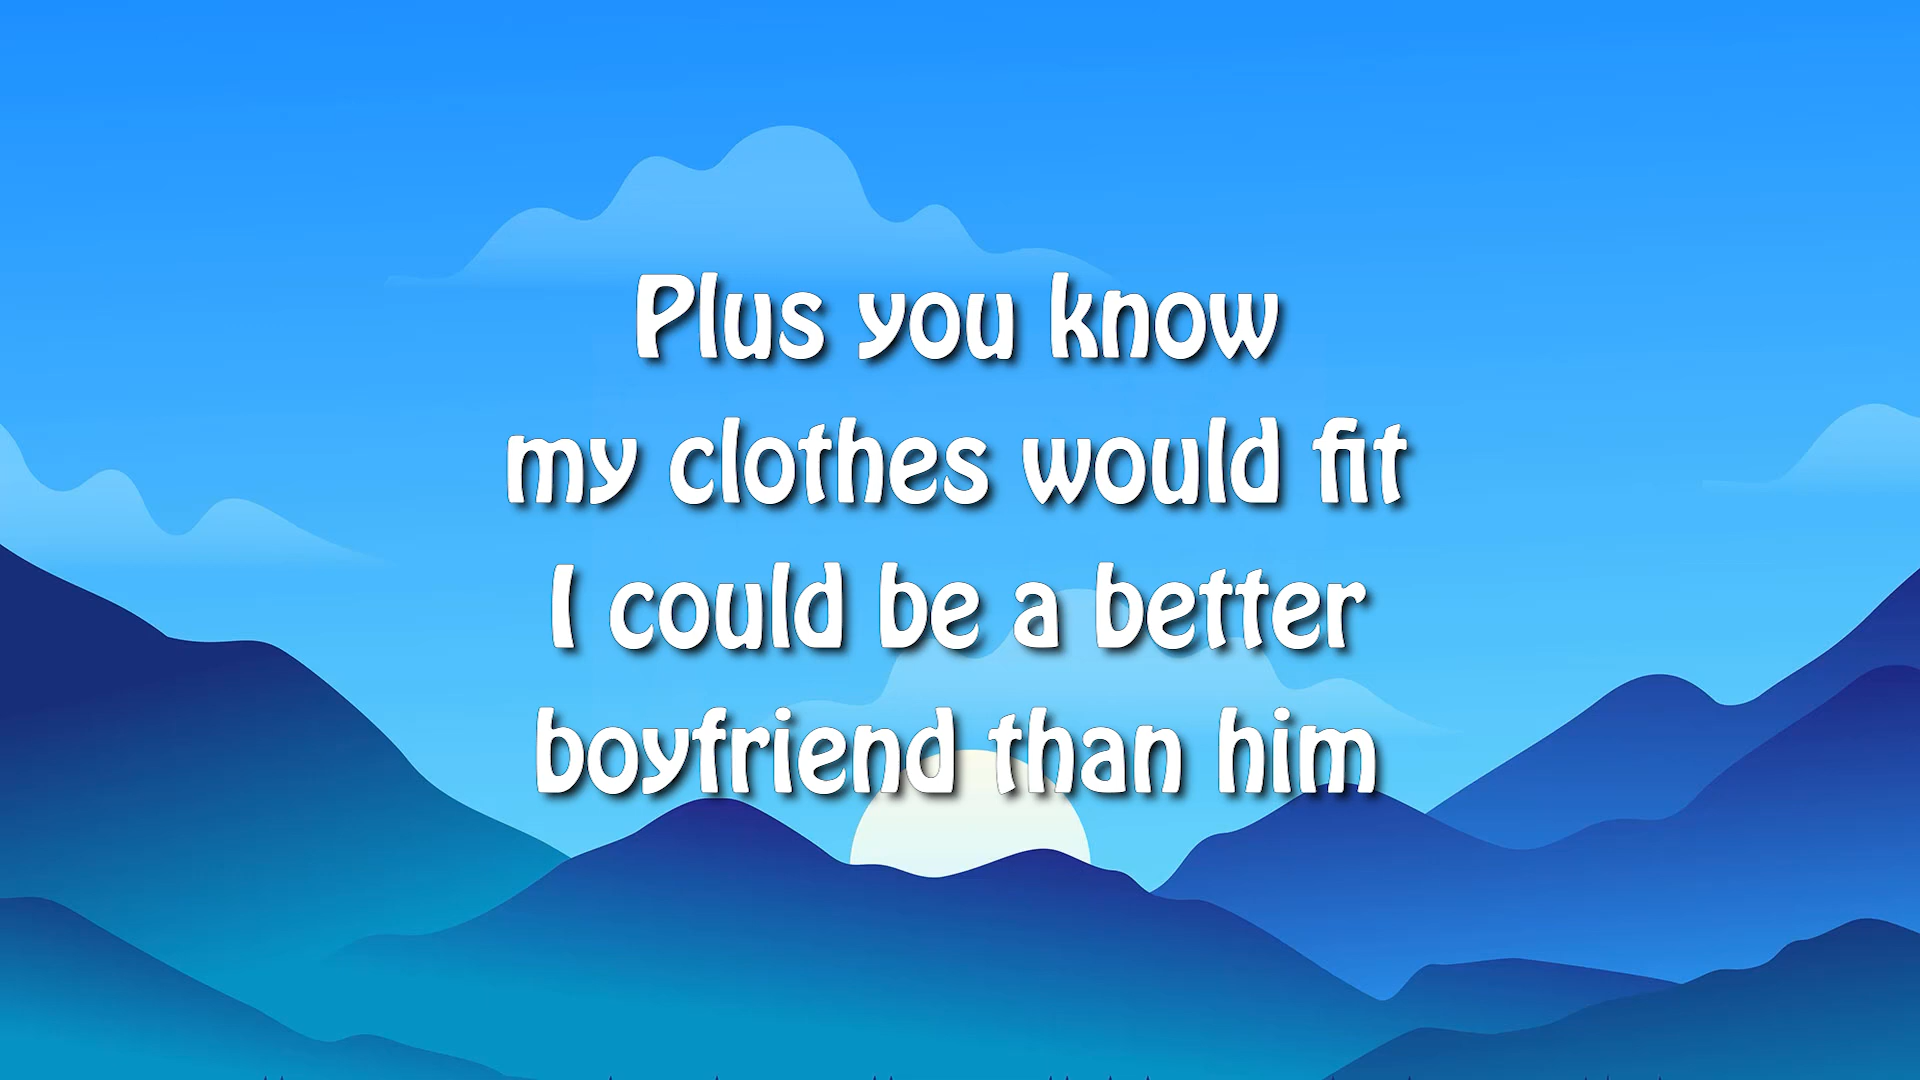 Plus you know
my clothes would fit
I could be a better
boyfriend than him